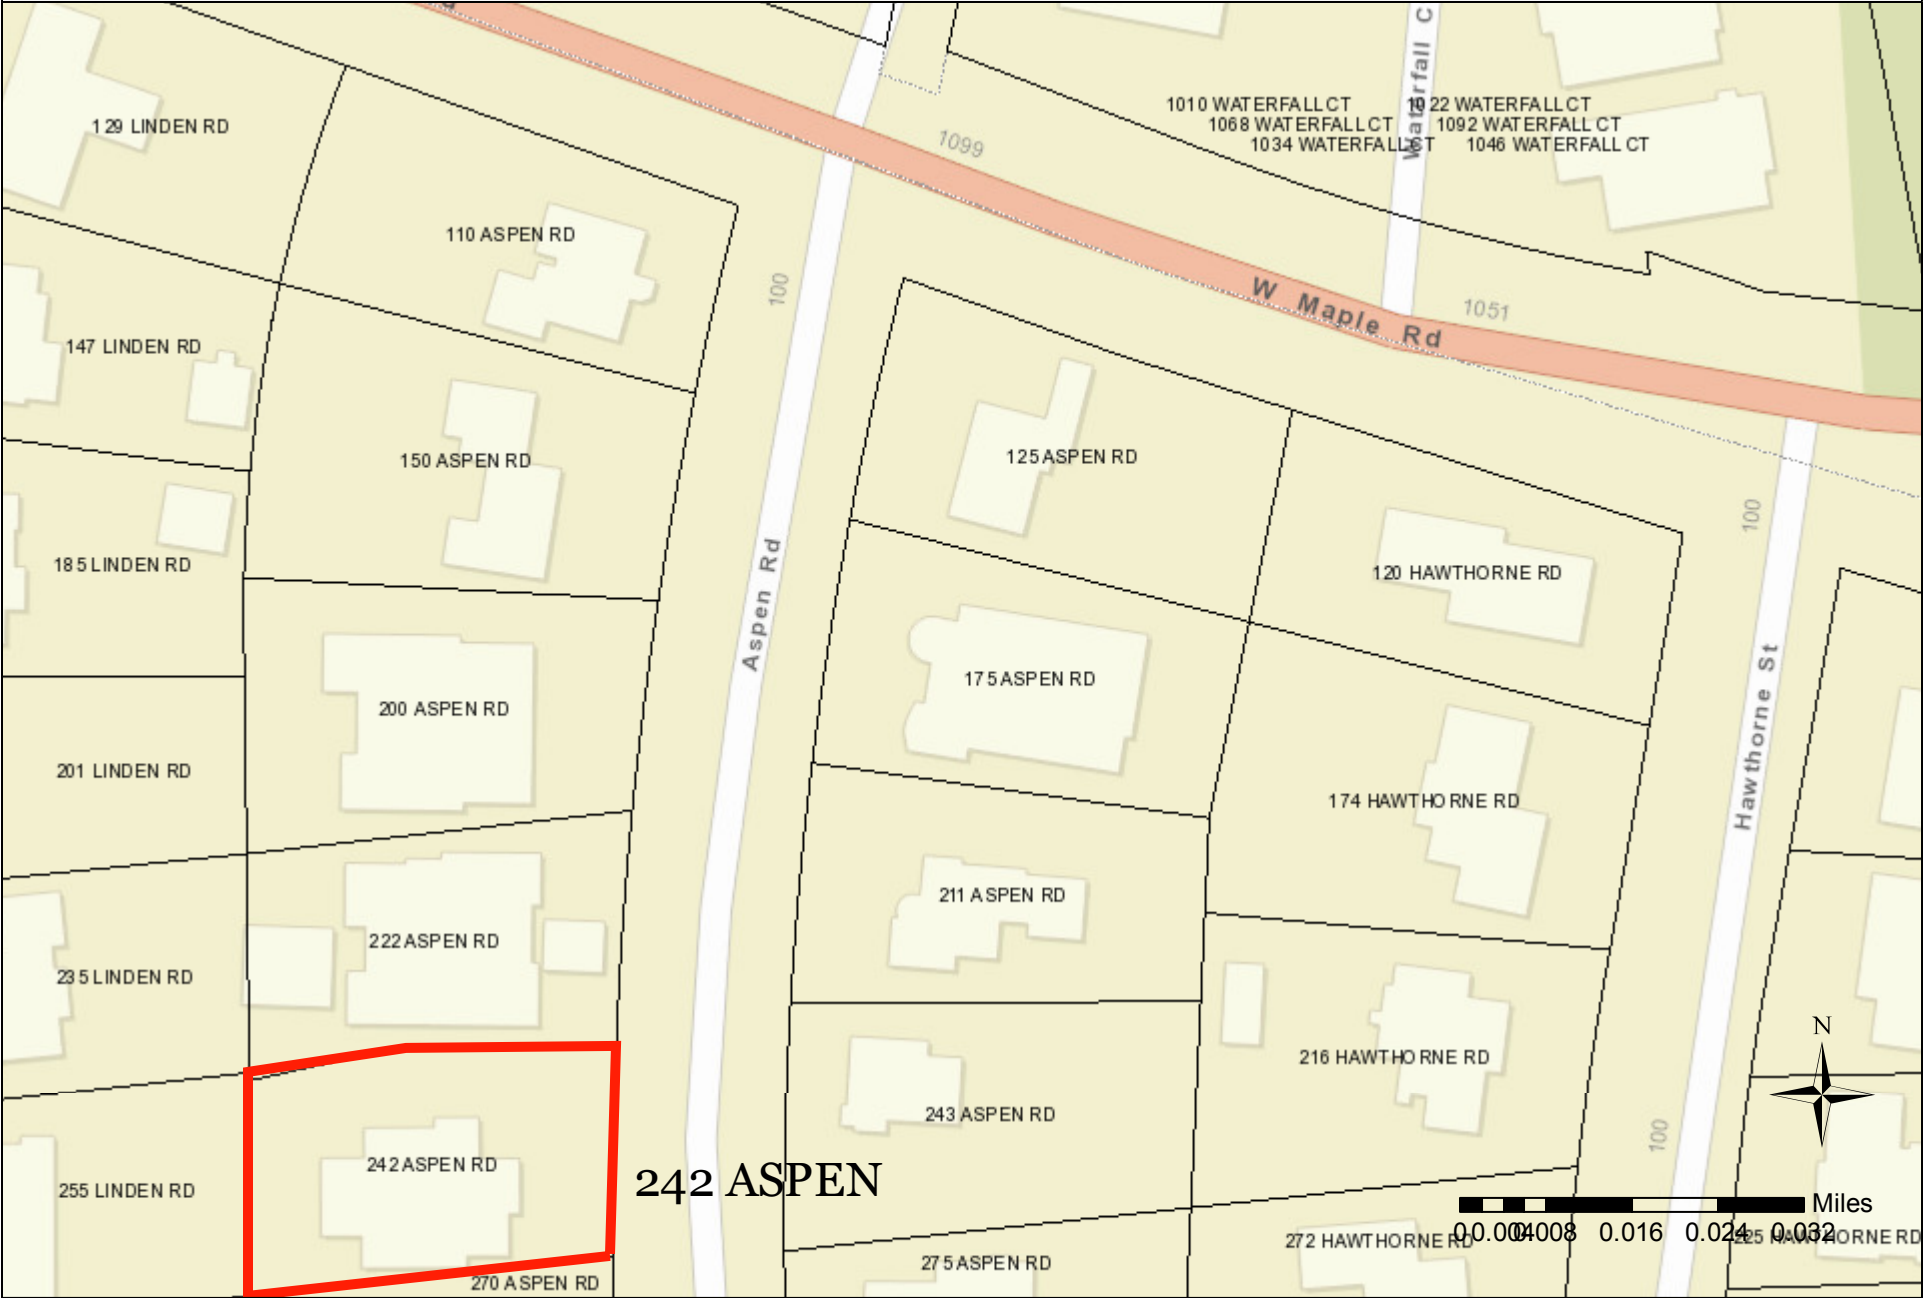 Waterfall C
1010 WATERFALL CT
1022 WATERFALL CT
1068 WATERFALL CT
1092 WATERFALL CT
1034 WATERFALL CT
1046 WATERFALL CT
129 LINDEN RD
1099
110 ASPEN RD
100
W Maple Rd
1051
147 LINDEN RD
150 ASPEN RD
125 ASPEN RD
100
185 LINDEN RD
120 HAWTHORNE RD
Aspen Rd
175 ASPEN RD
200 ASPEN RD
Hawthorne St
201 LINDEN RD
174 HAWTHORNE RD
211 ASPEN RD
222 ASPEN RD
235 LINDEN RD
N
216 HAWTHORNE RD
243 ASPEN RD
100
242 ASPEN RD
242 ASPEN
255 LINDEN RD
Miles
0 0.004 0.008 0.016 0.024 0.032
272 HAWTHORNE RD
225 HAWTHORNE RD
275 ASPEN RD
270 ASPEN RD